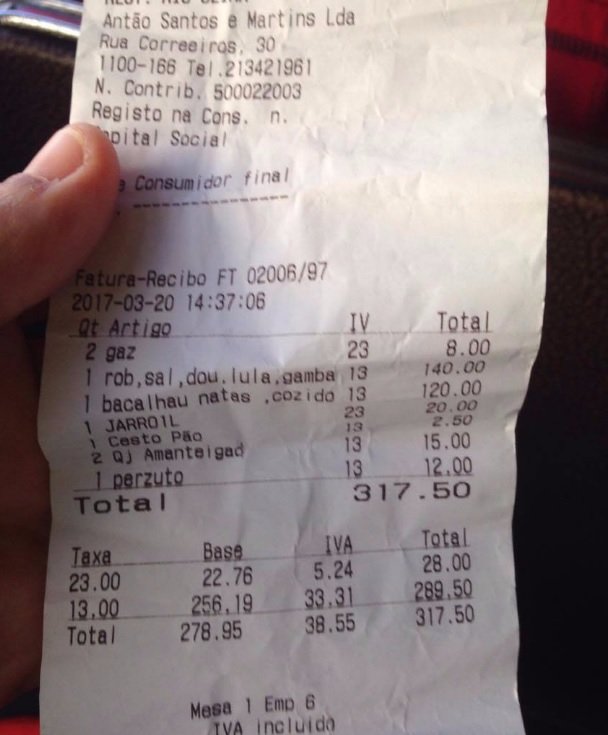 Antão Santos e Martins Lda
Rua Correeiros, 30
1100-166 Tel.213421961
N. Contrib. 500022003
Registo na Cons. n.
pital Social
Consumidor final
--------------------
Fatura-Recibo FT 02006/97
2017-03-20 14:37:06
Qt Artigo IV Total
2 gaz 23 8.00
1 rob,sal,dou.lula,gamba 13 140.00
1 bacalhau natas ,cozido 13 120.00
1 JARRO1L 23 20.00
1 Cesto Pão 13 2.50
2 Qj Amanteigad 13 15.00
1 perzuto 13 12.00
Total 317.50
Taxa Base IVA Total
23.00 22.76 5.24 28.00
13.00 256.19 33.31 289.50
Total 278.95 38.55 317.50
Mesa 1 Emp 6
IVA incluido